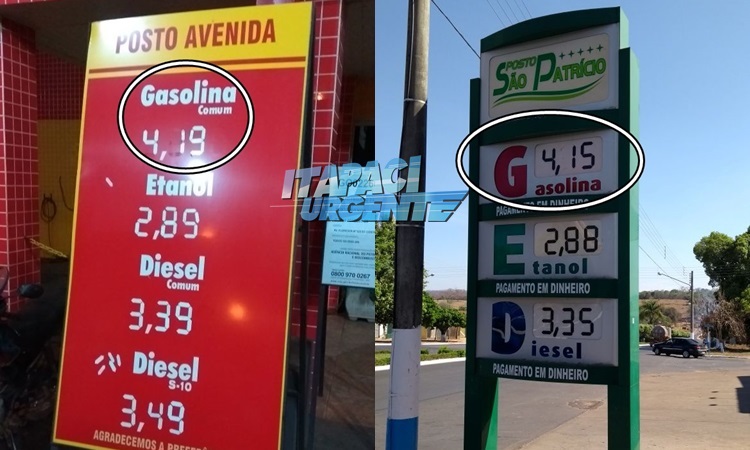 POSTO AVENIDA
Gasolina
Comum
4,19
Etanol
2,89
Diesel
Comum
3,39
Diesel
S-10
3,49
ITAPACI
URGENTE
0800 970 0267
POSTO
SÃO PATRÍCIO
G 4,15
asolina
PAGAMENTO EM DINHEIRO
E 2,88
tanol
PAGAMENTO EM DINHEIRO
D 3,35
iesel
PAGAMENTO EM DINHEIRO